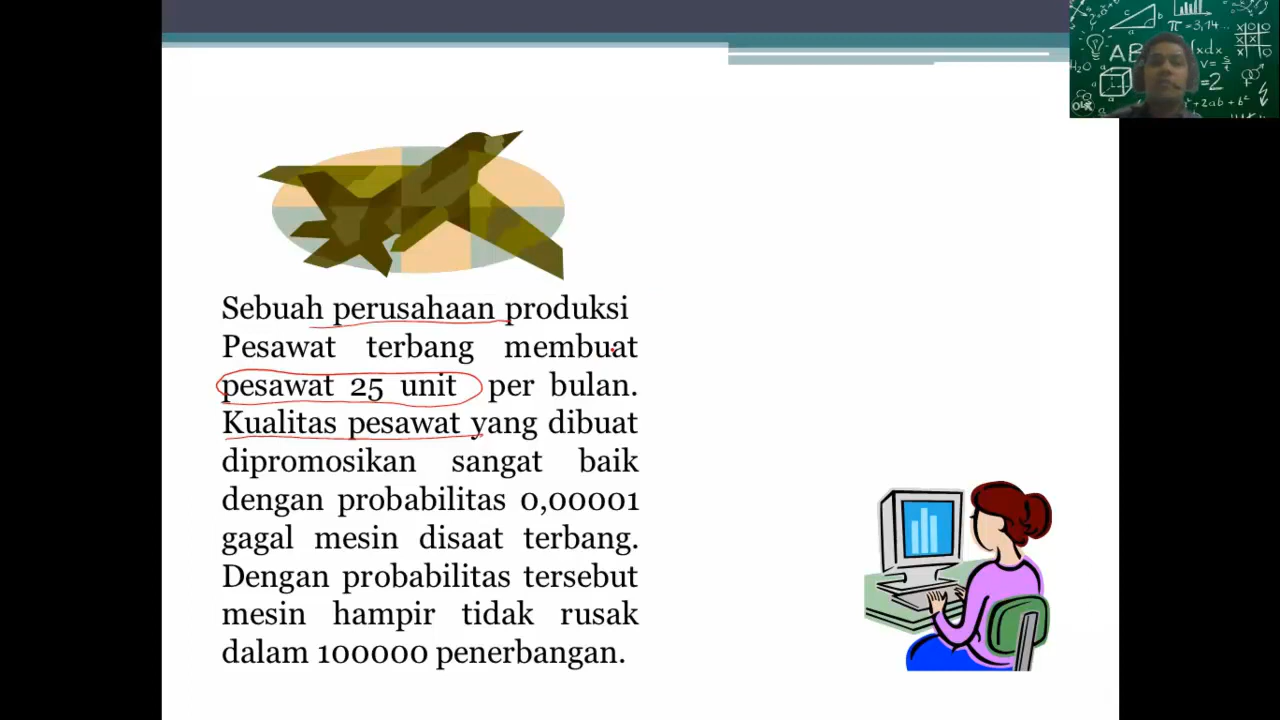 Sebuah perusahaan produksi
Pesawat terbang membuat
pesawat 25 unit per bulan.
Kualitas pesawat yang dibuat
dipromosikan sangat baik
dengan probabilitas 0,00001
gagal mesin disaat terbang.
Dengan probabilitas tersebut
mesin hampir tidak rusak
dalam 100000 penerbangan.